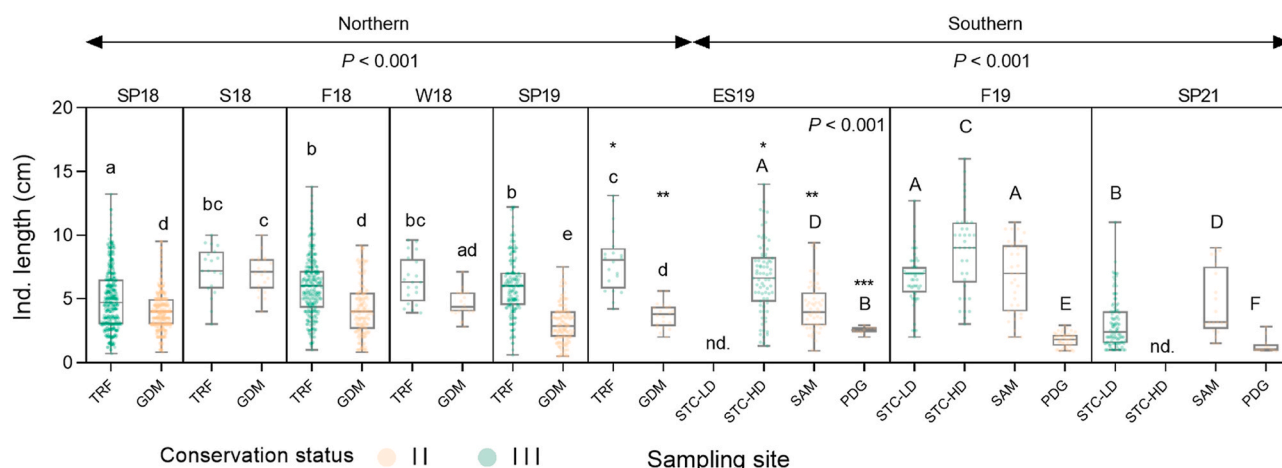 Northern Southern
P < 0.001 P < 0.001
SP18 S18 F18 W18 SP19 ES19 F19 SP21
Ind. length (cm)
20
15
10
5
0
P < 0.001
a d bc c b d bc ad b e
* c ** d nd. * A ** D *** B
A C A E B nd. D F
TRF GDM TRF GDM TRF GDM TRF GDM TRF GDM TRF GDM STC-LD STC-HD SAM PDG STC-LD STC-HD SAM PDG STC-LD STC-HD SAM PDG
Conservation status II III Sampling site